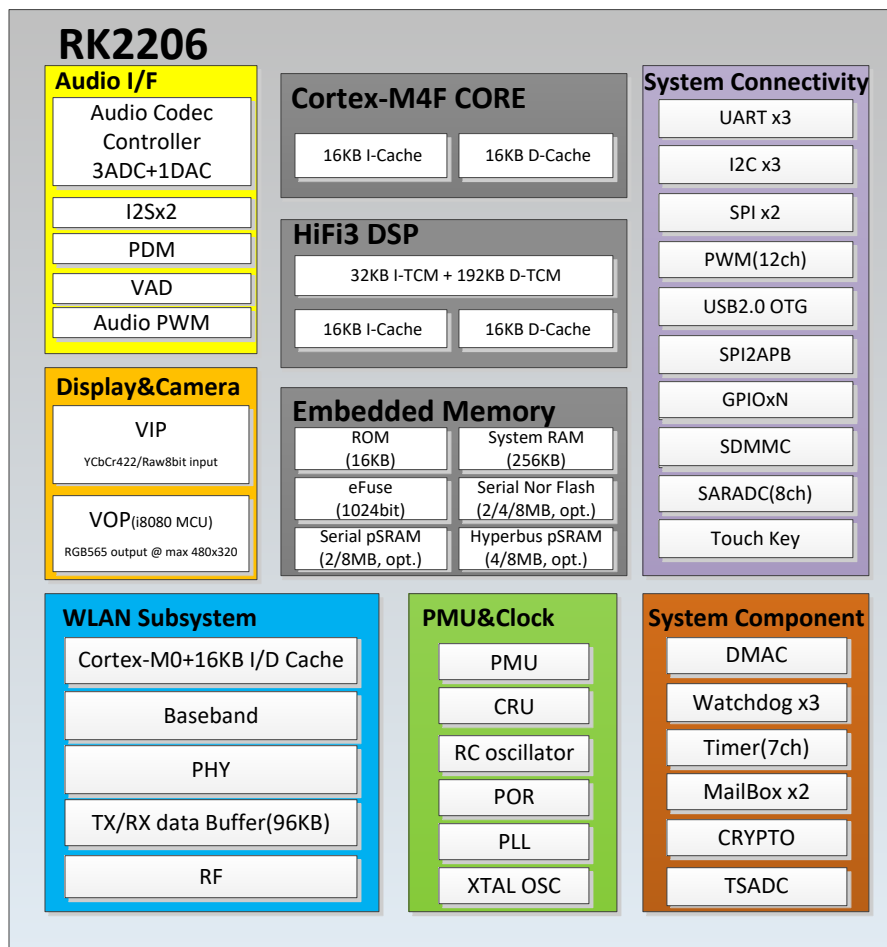 RK2206
Audio I/F
Audio Codec
Controller
3ADC+1DAC
I2Sx2
PDM
VAD
Audio PWM
Display&Camera
VIP
YCbCr422/Raw8bit input
VOP(i8080 MCU)
RGB565 output @ max 480x320
Cortex-M4F CORE
16KB I-Cache
16KB D-Cache
HiFi3 DSP
32KB I-TCM + 192KB D-TCM
16KB I-Cache
16KB D-Cache
Embedded Memory
ROM
(16KB)
System RAM
(256KB)
eFuse
(1024bit)
Serial Nor Flash
(2/4/8MB, opt.)
Serial pSRAM
(2/8MB, opt.)
Hyperbus pSRAM
(4/8MB, opt.)
System Connectivity
UART x3
I2C x3
SPI x2
PWM(12ch)
USB2.0 OTG
SPI2APB
GPIOxN
SDMMC
SARADC(8ch)
Touch Key
WLAN Subsystem
Cortex-M0+16KB I/D Cache
Baseband
PHY
TX/RX data Buffer(96KB)
RF
PMU&Clock
PMU
CRU
RC oscillator
POR
PLL
XTAL OSC
System Component
DMAC
Watchdog x3
Timer(7ch)
MailBox x2
CRYPTO
TSADC